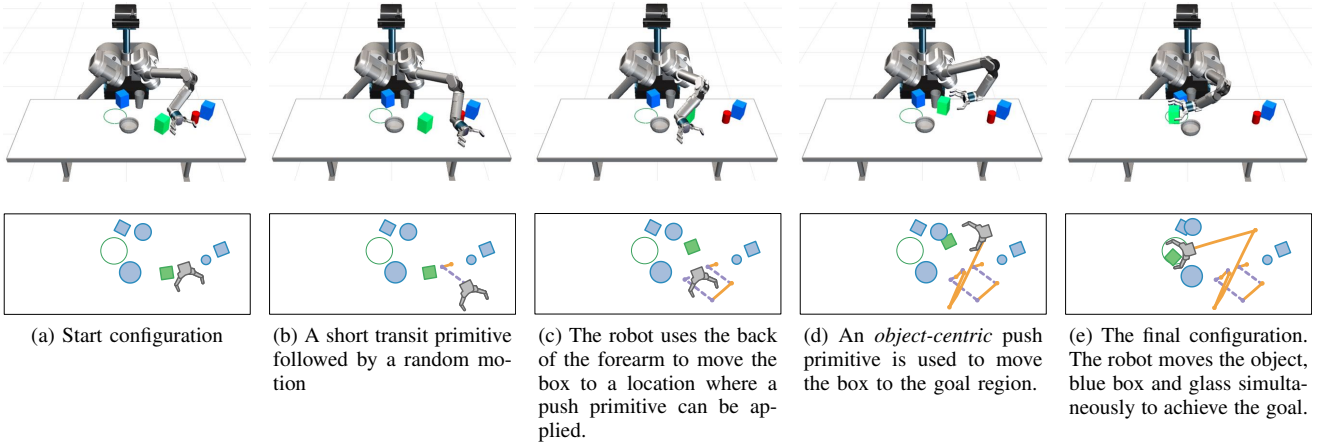 (a) Start configuration
(b) A short transit primitive
followed by a random mo-
tion
(c) The robot uses the back
of the forearm to move the
box to a location where a
push primitive can be ap-
plied.
(d) An object-centric push
primitive is used to move
the box to the goal region.
(e) The final configuration.
The robot moves the object,
blue box and glass simulta-
neously to achieve the goal.